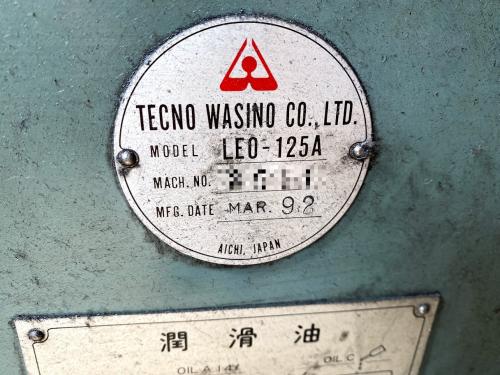 TECNO WASINO CO., LTD.
MODEL LEO-125A
MACH. NO.
MFG. DATE MAR. 92
AICHI, JAPAN
潤滑油
OIL C